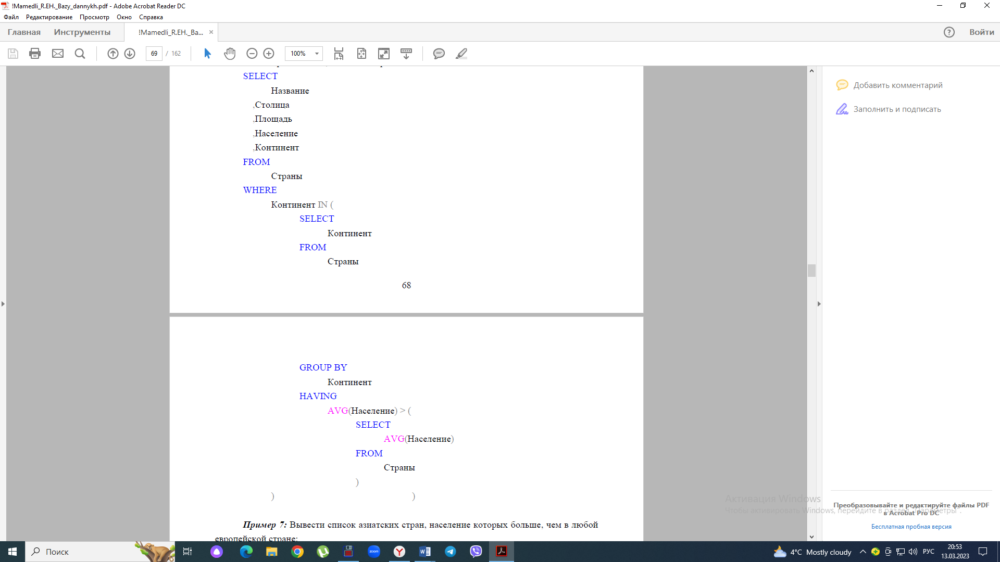 !Mamedli_R.EH._Bazy_dannykh.pdf - Adobe Acrobat Reader DC
Файл Редактирование Просмотр Окно Справка
Главная Инструменты !Mamedli_R.EH._Ba... × Войти
69 / 162 100%
SELECT
Название
,Столица
,Площадь
,Население
,Континент
FROM
Страны
WHERE
Континент IN (
SELECT
Континент
FROM
Страны
68
GROUP BY
Континент
HAVING
AVG(Население) > (
SELECT
AVG(Население)
FROM
Страны
)
) )
Пример 7: Вывести список азиатских стран, население которых больше, чем в любой
европейской стране:
Добавить комментарий
Заполнить и подписать
Активация Windows
Чтобы активировать Windows, перейдите в раздел "Параметры".
Преобразовывайте и редактируйте файлы PDF
в Acrobat Pro DC
Бесплатная пробная версия
Поиск
zoom
4°C Mostly cloudy
РУС
20:53
13.03.2023